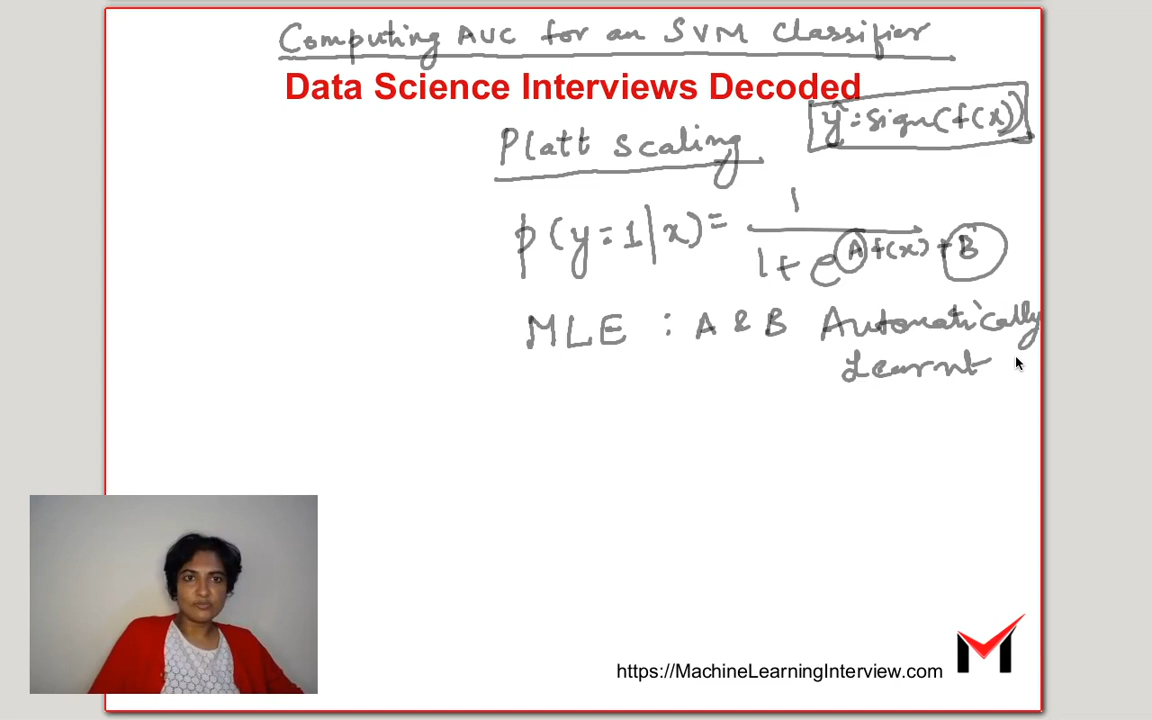 Computing AUC for an SVM Classifier
Data Science Interviews Decoded
ŷ = sign(f(x))
Platt Scaling
p(y=1|x) = 1 / 1 + e^(A f(x) + B)
MLE : A & B Automatically
Learnt
https://MachineLearningInterview.com